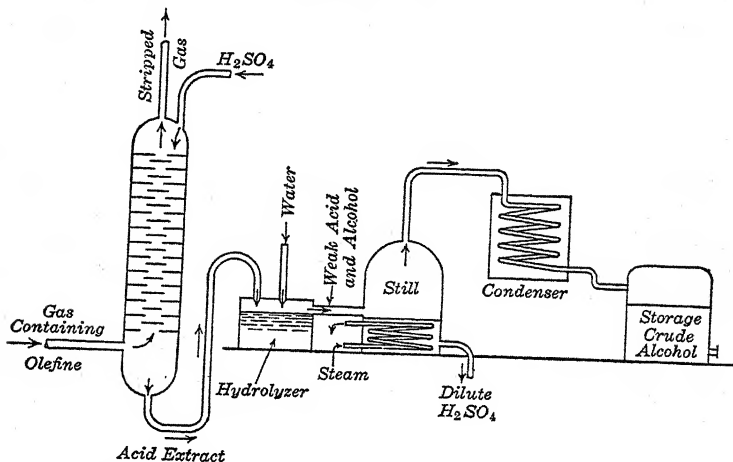 Stripped
Gas
H₂SO₄
Gas
Containing
Olefine
Acid Extract
Water
Hydrolyzer
Weak Acid
and Alcohol
Steam
Still
Dilute
H₂SO₄
Condenser
Storage
Crude
Alcohol